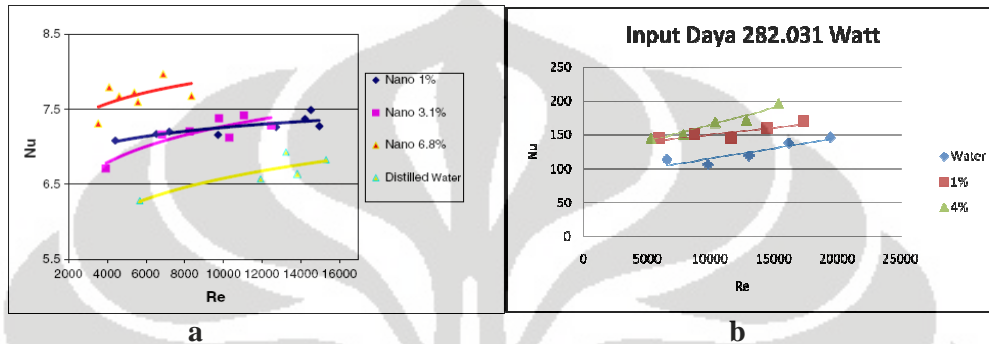 8.5
7.5
6.5
5.5
Nu
2000 4000 6000 8000 10000 12000 14000 16000
Re
Nano 1%
Nano 3.1%
Nano 6.8%
Distilled Water
a
Input Daya 282.031 Watt
250
200
150
100
50
0
Nu
0 5000 10000 15000 20000 25000
Re
Water
1%
4%
b